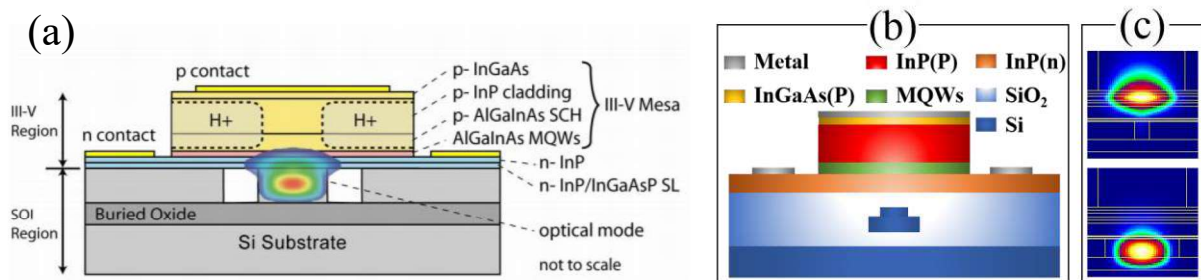 (a)
p contact
n contact
III-V
Region
SOI
Region
H+
H+
p- InGaAs
p- InP cladding
p- AlGaInAs SCH
AlGaInAs MQWs
III-V Mesa
n- InP
n- InP/InGaAsP SL
optical mode
not to scale
Buried Oxide
Si Substrate
(b)
Metal
InP(P)
InP(n)
InGaAs(P)
MQWs
SiO₂
Si
(c)